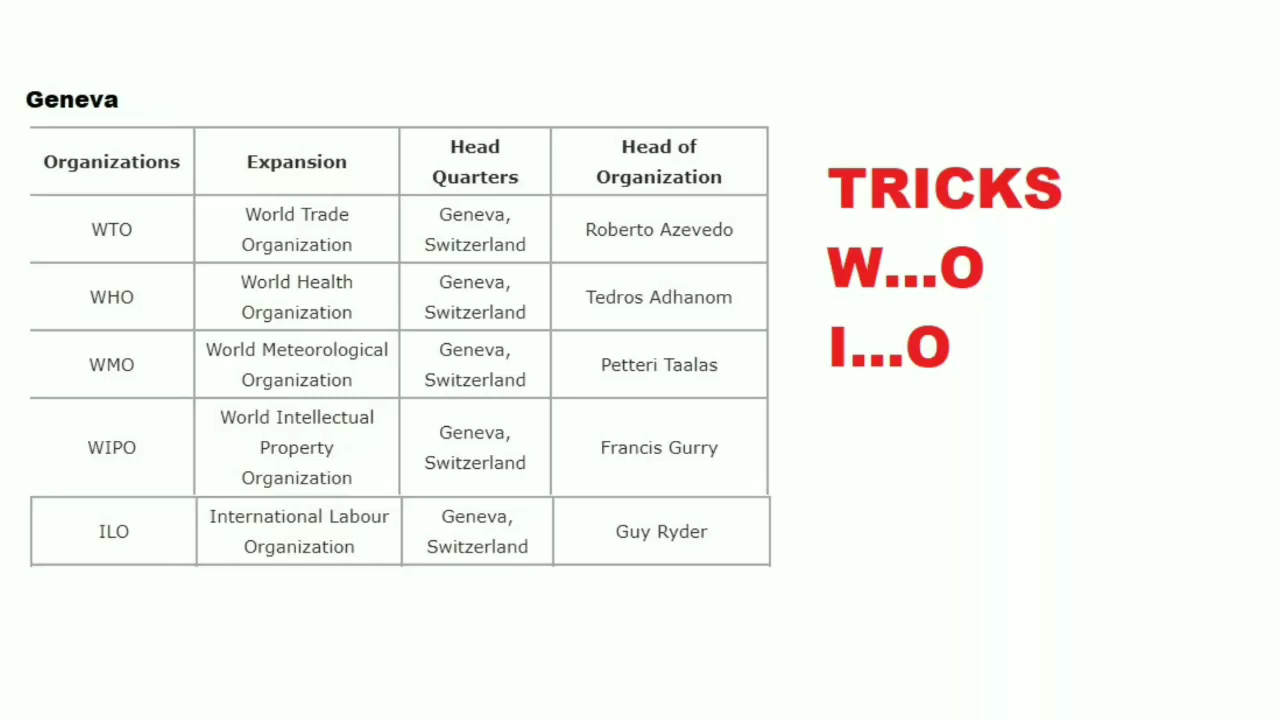 Geneva
Organizations
Expansion
Head
Quarters
Head of
Organization
WTO
World Trade
Organization
Geneva,
Switzerland
Roberto Azevedo
WHO
World Health
Organization
Geneva,
Switzerland
Tedros Adhanom
WMO
World Meteorological
Organization
Geneva,
Switzerland
Petteri Taalas
WIPO
World Intellectual
Property
Organization
Geneva,
Switzerland
Francis Gurry
ILO
International Labour
Organization
Geneva,
Switzerland
Guy Ryder
TRICKS
W...O
I...O